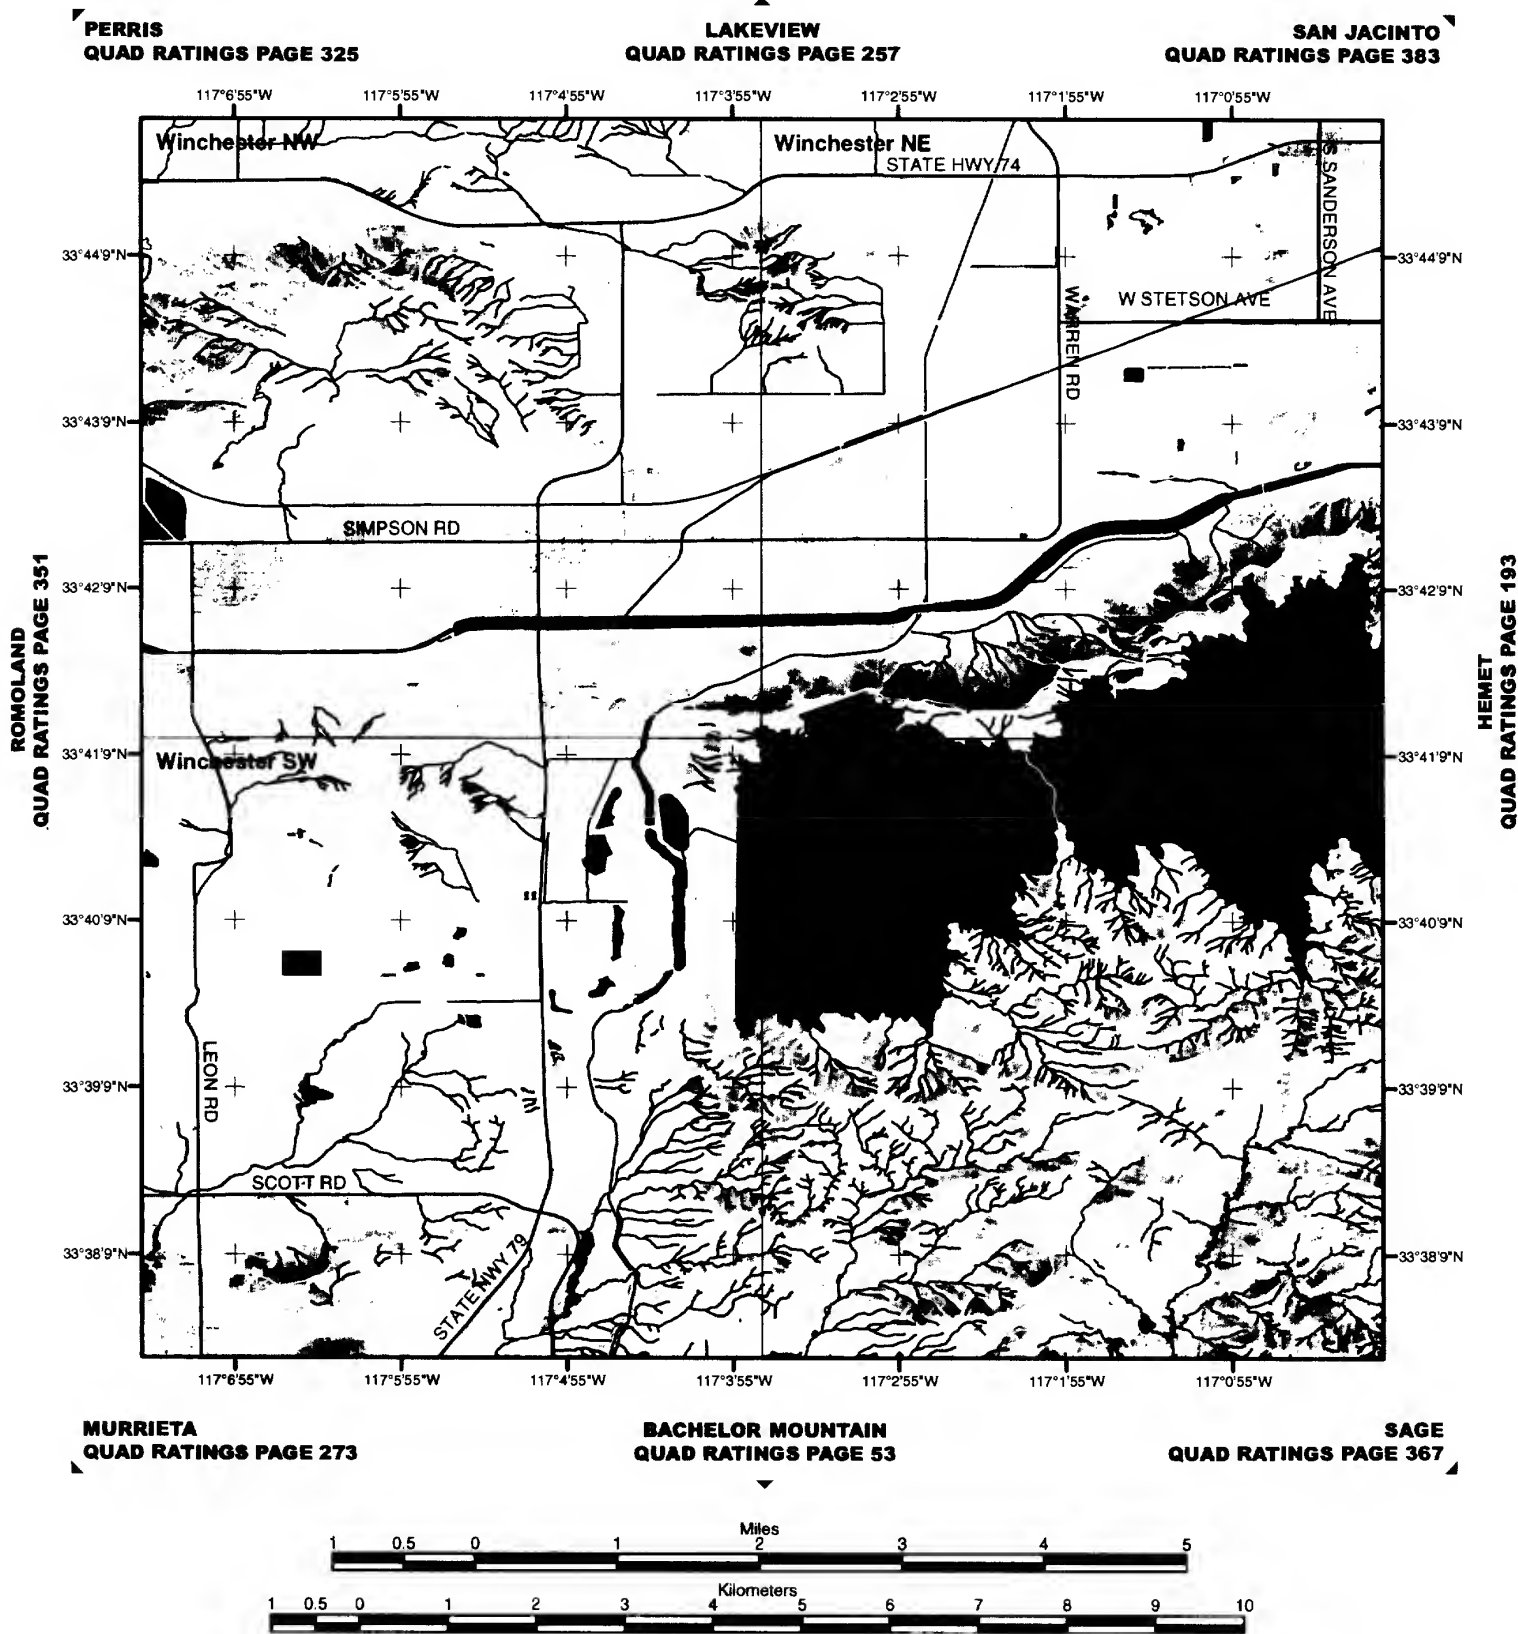 PERRIS
QUAD RATINGS PAGE 325
LAKEVIEW
QUAD RATINGS PAGE 257
SAN JACINTO
QUAD RATINGS PAGE 383
117°6'55"W 117°5'55"W 117°4'55"W 117°3'55"W 117°2'55"W 117°1'55"W 117°0'55"W
Winchester NW
Winchester NE
STATE HWY 74
S SANDERSON AVE
33°44'9"N
33°44'9"N
W STETSON AVE
WARREN RD
33°43'9"N
33°43'9"N
SIMPSON RD
33°42'9"N
33°42'9"N
ROMOLAND
QUAD RATINGS PAGE 351
HEMET
QUAD RATINGS PAGE 193
33°41'9"N
33°41'9"N
Winchester SW
33°40'9"N
33°40'9"N
LEON RD
33°39'9"N
33°39'9"N
SCOTT RD
STATE HWY 79
33°38'9"N
33°38'9"N
117°6'55"W 117°5'55"W 117°4'55"W 117°3'55"W 117°2'55"W 117°1'55"W 117°0'55"W
MURRIETA
QUAD RATINGS PAGE 273
BACHELOR MOUNTAIN
QUAD RATINGS PAGE 53
SAGE
QUAD RATINGS PAGE 367
Miles
1 0.5 0 1 2 3 4 5
Kilometers
1 0.5 0 1 2 3 4 5 6 7 8 9 10